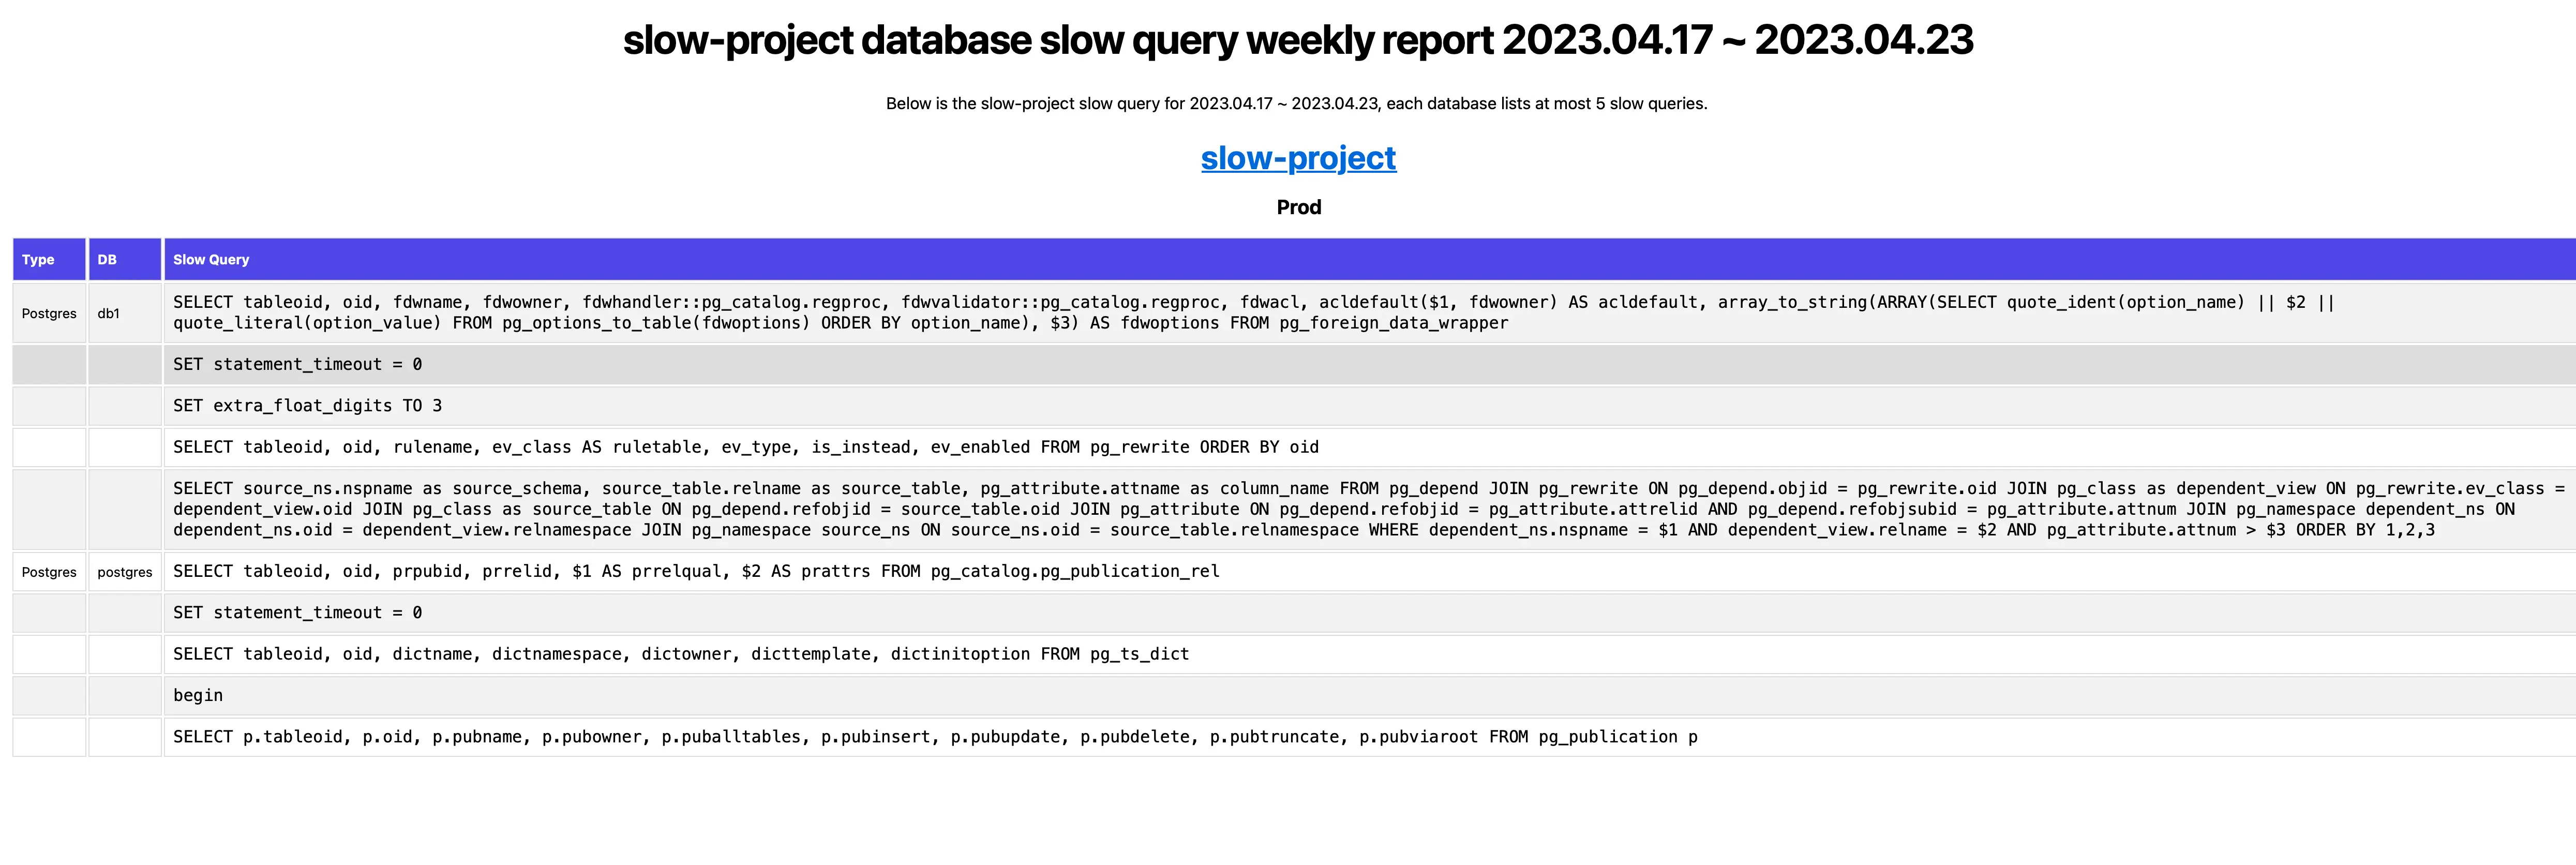 slow-project database slow query weekly report 2023.04.17 ~ 2023.04.23
Below is the slow-project slow query for 2023.04.17 ~ 2023.04.23, each database lists at most 5 slow queries.
slow-project
Prod
Type DB Slow Query
Postgres db1 SELECT tableoid, oid, fdwname, fdwowner, fdwhandler::pg_catalog.regproc, fdwvalidator::pg_catalog.regproc, fdwacl, acldefault($1, fdwowner) AS acldefault, array_to_string(ARRAY(SELECT quote_ident(option_name) || $2 ||
quote_literal(option_value) FROM pg_options_to_table(fdwoptions) ORDER BY option_name), $3) AS fdwoptions FROM pg_foreign_data_wrapper
SET statement_timeout = 0
SET extra_float_digits TO 3
SELECT tableoid, oid, rulename, ev_class AS ruletable, ev_type, is_instead, ev_enabled FROM pg_rewrite ORDER BY oid
SELECT source_ns.nspname as source_schema, source_table.relname as source_table, pg_attribute.attname as column_name FROM pg_depend JOIN pg_rewrite ON pg_depend.objid = pg_rewrite.oid JOIN pg_class as dependent_view ON pg_rewrite.ev_class =
dependent_view.oid JOIN pg_class as source_table ON pg_depend.refobjid = source_table.oid JOIN pg_attribute ON pg_depend.refobjid = pg_attribute.attrelid AND pg_depend.refobjsubid = pg_attribute.attnum JOIN pg_namespace dependent_ns ON
dependent_ns.oid = dependent_view.relnamespace JOIN pg_namespace source_ns ON source_ns.oid = source_table.relnamespace WHERE dependent_ns.nspname = $1 AND dependent_view.relname = $2 AND pg_attribute.attnum > $3 ORDER BY 1,2,3
Postgres postgres SELECT tableoid, oid, prpubid, prrelid, $1 AS prrelqual, $2 AS prattrs FROM pg_catalog.pg_publication_rel
SET statement_timeout = 0
SELECT tableoid, oid, dictname, dictnamespace, dictowner, dicttemplate, dictinitoption FROM pg_ts_dict
begin
SELECT p.tableoid, p.oid, p.pubname, p.pubowner, p.puballtables, p.pubinsert, p.pubupdate, p.pubdelete, p.pubtruncate, p.pubviaroot FROM pg_publication p